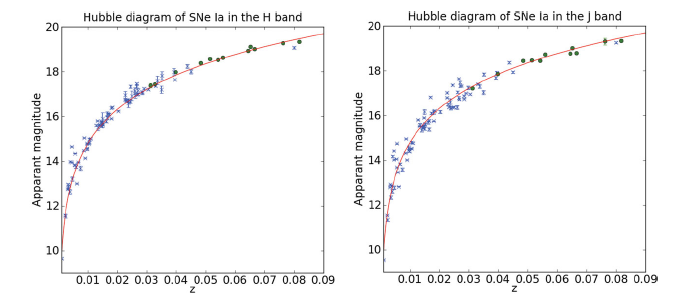 Hubble diagram of SNe Ia in the H band
20
18
16
14
12
10
Apparant magnitude
0.01 0.02 0.03 0.04 0.05 0.06 0.07 0.08 0.09
z
Hubble diagram of SNe Ia in the J band
20
18
16
14
12
10
Apparant magnitude
0.01 0.02 0.03 0.04 0.05 0.06 0.07 0.08 0.09
z